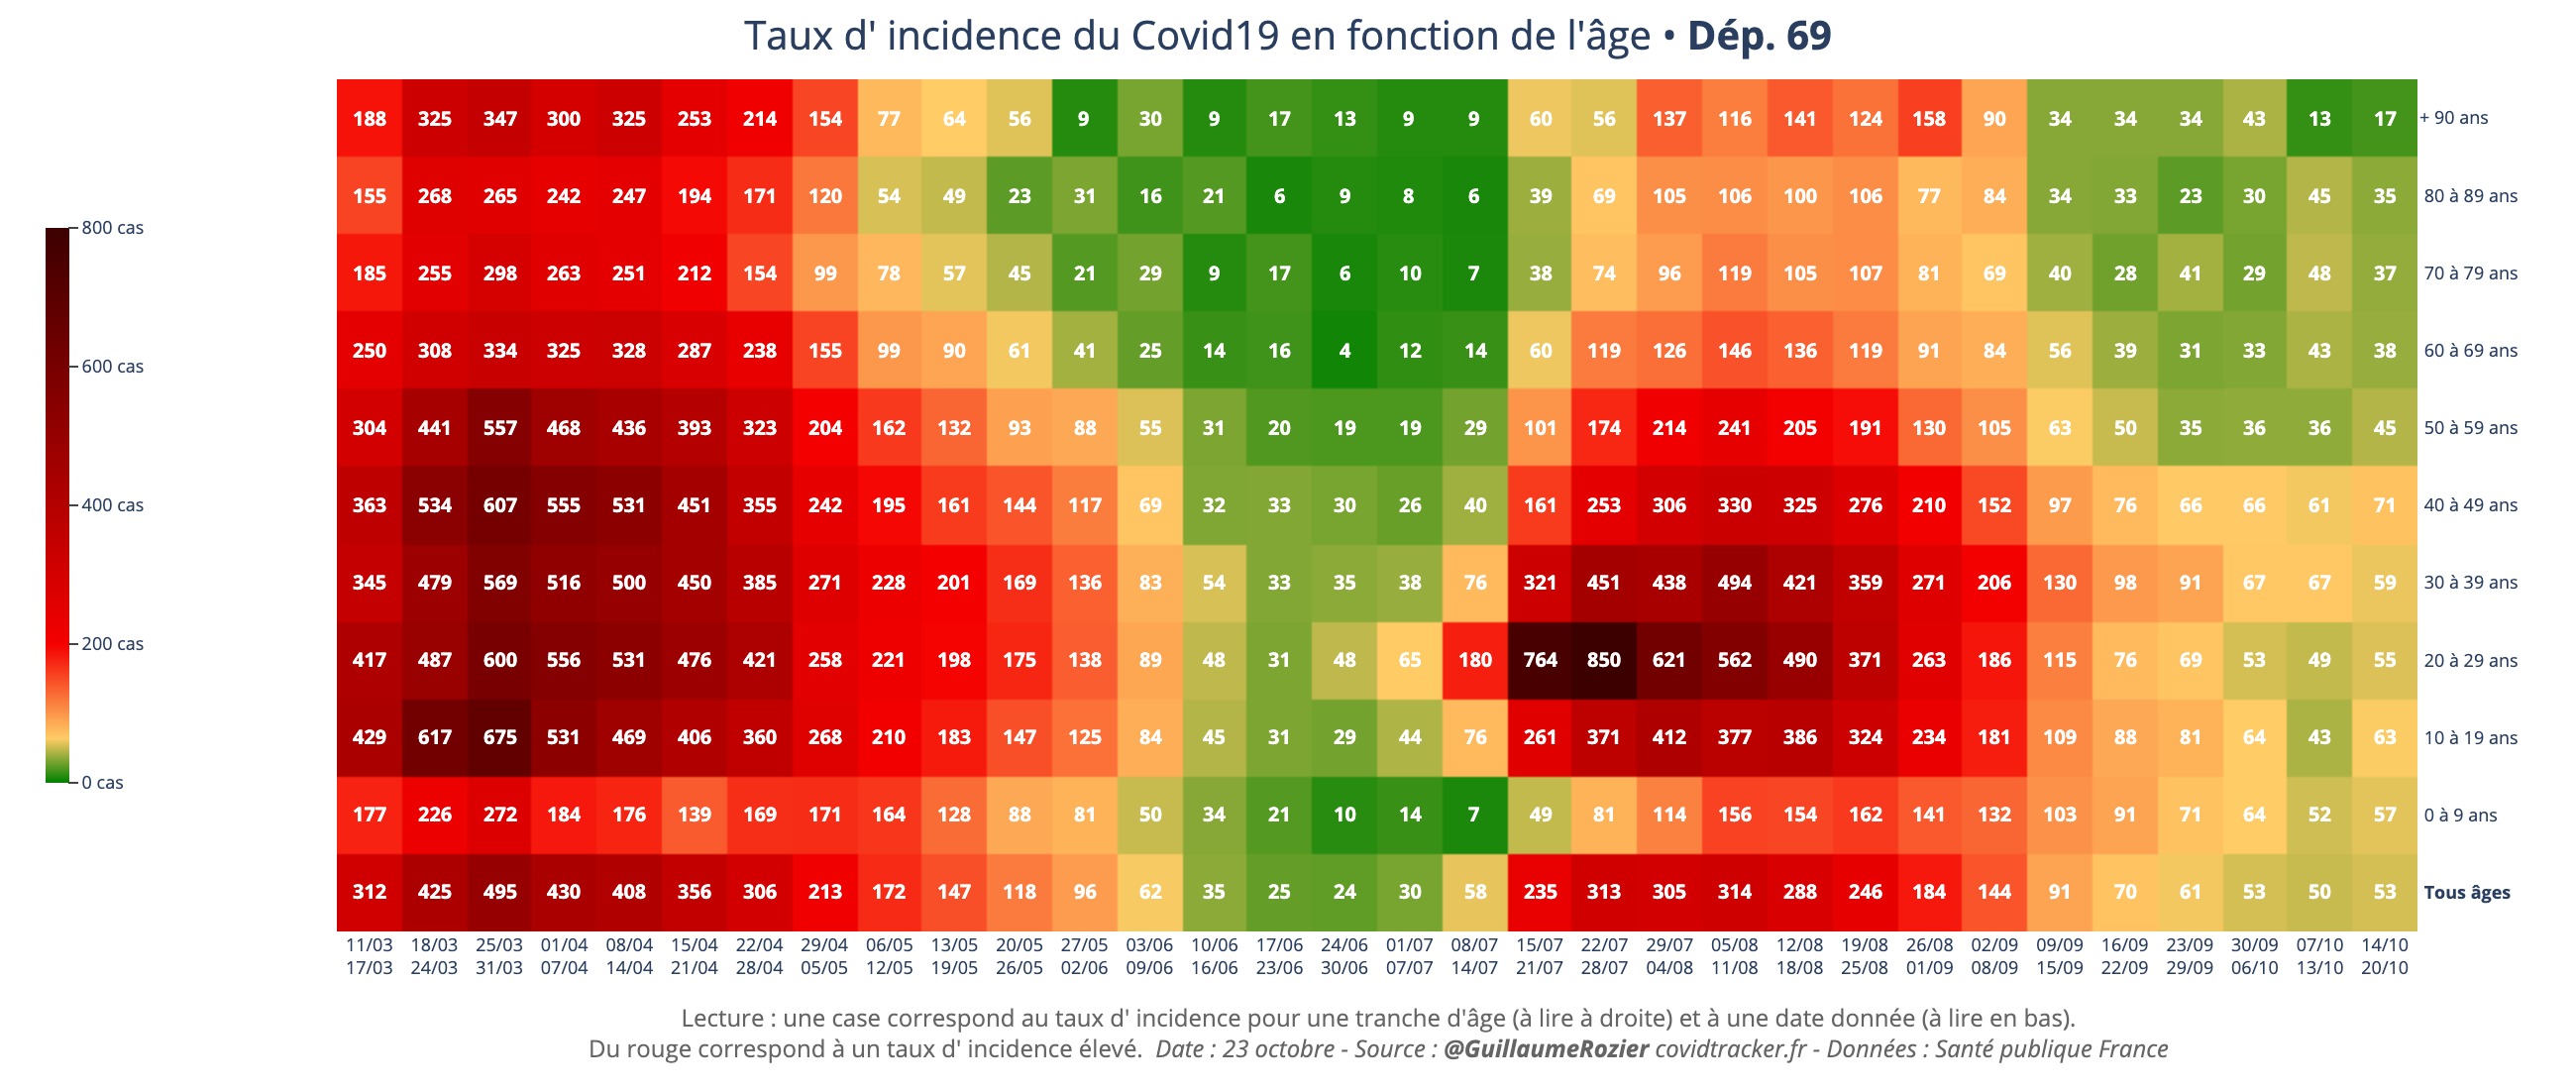 Taux d' incidence du Covid19 en fonction de l'âge • Dép. 69
800 cas
600 cas
400 cas
200 cas
0 cas
188 325 347 300 325 253 214 154 77 64 56 9 30 9 17 13 9 9 60 56 137 116 141 124 158 90 34 34 34 43 13 17 + 90 ans
155 268 265 242 247 194 171 120 54 49 23 31 16 21 6 9 8 6 39 69 105 106 100 106 77 84 34 33 23 30 45 35 80 à 89 ans
185 255 298 263 251 212 154 99 78 57 45 21 29 9 17 6 10 7 38 74 96 119 105 107 81 69 40 28 41 29 48 37 70 à 79 ans
250 308 334 325 328 287 238 155 99 90 61 41 25 14 16 4 12 14 60 119 126 146 136 119 91 84 56 39 31 33 43 38 60 à 69 ans
304 441 557 468 436 393 323 204 162 132 93 88 55 31 20 19 19 29 101 174 214 241 205 191 130 105 63 50 35 36 36 45 50 à 59 ans
363 534 607 555 531 451 355 242 195 161 144 117 69 32 33 30 26 40 161 253 306 330 325 276 210 152 97 76 66 66 61 71 40 à 49 ans
345 479 569 516 500 450 385 271 228 201 169 136 83 54 33 35 38 76 321 451 438 494 421 359 271 206 130 98 91 67 67 59 30 à 39 ans
417 487 600 556 531 476 421 258 221 198 175 138 89 48 31 48 65 180 764 850 621 562 490 371 263 186 115 76 69 53 49 55 20 à 29 ans
429 617 675 531 469 406 360 268 210 183 147 125 84 45 31 29 44 76 261 371 412 377 386 324 234 181 109 88 81 64 43 63 10 à 19 ans
177 226 272 184 176 139 169 171 164 128 88 81 50 34 21 10 14 7 49 81 114 156 154 162 141 132 103 91 71 64 52 57 0 à 9 ans
312 425 495 430 408 356 306 213 172 147 118 96 62 35 25 24 30 58 235 313 305 314 288 246 184 144 91 70 61 53 50 53 Tous âges
11/03 18/03 25/03 01/04 08/04 15/04 22/04 29/04 06/05 13/05 20/05 27/05 03/06 10/06 17/06 24/06 01/07 08/07 15/07 22/07 29/07 05/08 12/08 19/08 26/08 02/09 09/09 16/09 23/09 30/09 07/10 14/10
17/03 24/03 31/03 07/04 14/04 21/04 28/04 05/05 12/05 19/05 26/05 02/06 09/06 16/06 23/06 30/06 07/07 14/07 21/07 28/07 04/08 11/08 18/08 25/08 01/09 08/09 15/09 22/09 29/09 06/10 13/10 20/10
Lecture : une case correspond au taux d' incidence pour une tranche d'âge (à lire à droite) et à une date donnée (à lire en bas).
Du rouge correspond à un taux d' incidence élevé. Date : 23 octobre - Source : @GuillaumeRozier covidtracker.fr - Données : Santé publique France